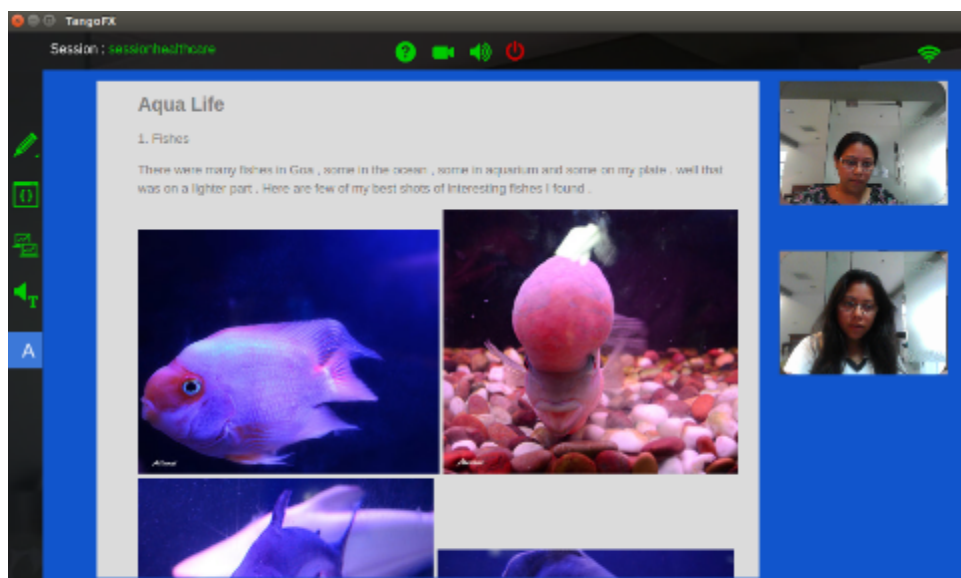 TangoFX
Session : sessionhealthcare
Aqua Life
1. Fishes
There were many fishes in Goa , some in the ocean , some in aquarium and some on my plate . well that
was on a lighter part . Here are few of my best shots of interesting fishes I found .
T
A